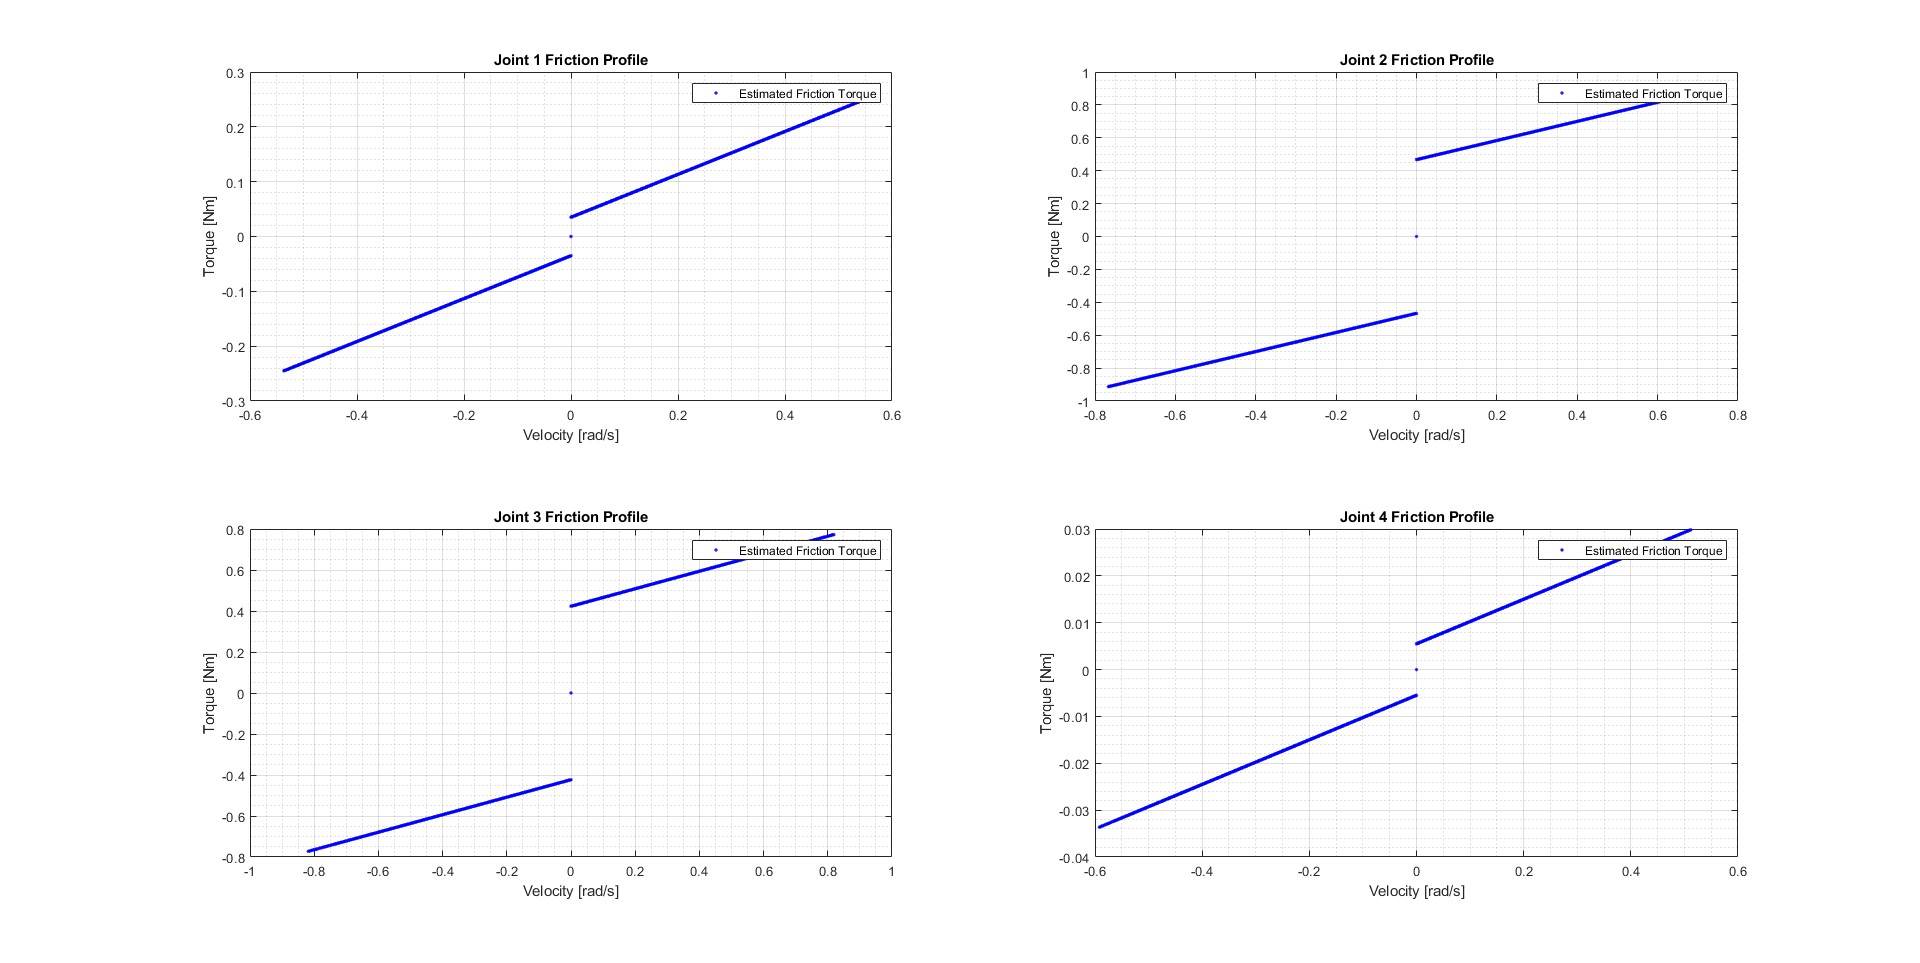 Joint 1 Friction Profile
Estimated Friction Torque
0.3
0.2
0.1
0
-0.1
-0.2
-0.3
Torque [Nm]
-0.6 -0.4 -0.2 0 0.2 0.4 0.6
Velocity [rad/s]
Joint 2 Friction Profile
Estimated Friction Torque
1
0.8
0.6
0.4
0.2
0
-0.2
-0.4
-0.6
-0.8
-1
Torque [Nm]
-0.8 -0.6 -0.4 -0.2 0 0.2 0.4 0.6 0.8
Velocity [rad/s]
Joint 3 Friction Profile
Estimated Friction Torque
0.8
0.6
0.4
0.2
0
-0.2
-0.4
-0.6
-0.8
Torque [Nm]
-1 -0.8 -0.6 -0.4 -0.2 0 0.2 0.4 0.6 0.8 1
Velocity [rad/s]
Joint 4 Friction Profile
Estimated Friction Torque
0.03
0.02
0.01
0
-0.01
-0.02
-0.03
-0.04
Torque [Nm]
-0.6 -0.4 -0.2 0 0.2 0.4 0.6
Velocity [rad/s]